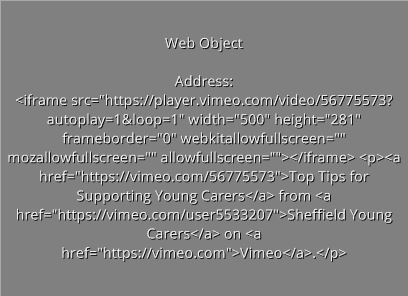 Web Object
Address:
<iframe src="https://player.vimeo.com/video/56775573?
autoplay=1&loop=1" width="500" height="281"
frameborder="0" webkitallowfullscreen=""
mozallowfullscreen="" allowfullscreen=""></iframe> <p><a
href="https://vimeo.com/56775573">Top Tips for
Supporting Young Carers</a> from <a
href="https://vimeo.com/user5533207">Sheffield Young
Carers</a> on <a
href="https://vimeo.com">Vimeo</a>.</p>